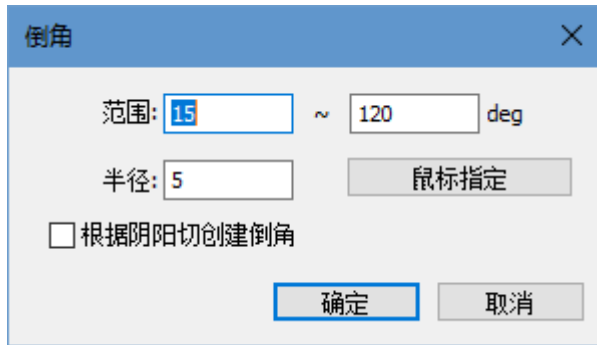 倒角
范围: 15 ~ 120 deg
半径: 5 鼠标指定
根据阴阳切创建倒角
确定 取消